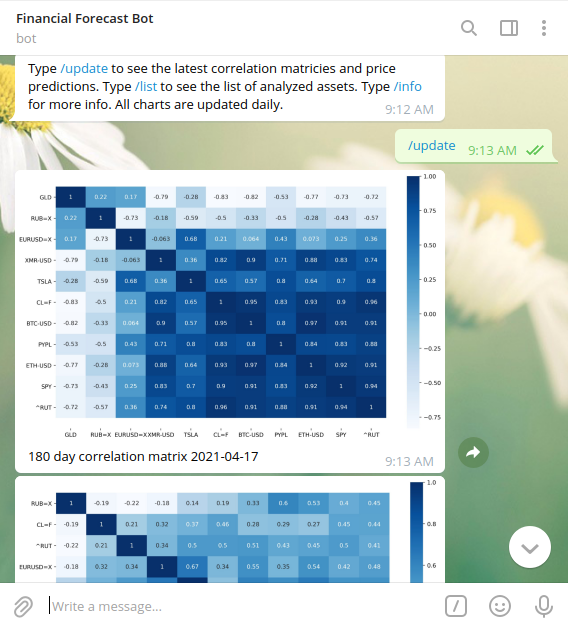 Financial Forecast Bot
bot
Type /update to see the latest correlation matricies and price
predictions. Type /list to see the list of analyzed assets. Type /info
for more info. All charts are updated daily.
9:12 AM
/update 9:13 AM
GLD 1 0.22 0.17 -0.79 -0.28 -0.83 -0.82 -0.53 -0.77 -0.73 -0.72
RUB=X 0.22 1 -0.73 -0.18 -0.59 -0.5 -0.33 -0.5 -0.28 -0.43 -0.57
EURUSD=X 0.17 -0.73 1 -0.063 0.68 0.21 0.064 0.43 0.073 0.25 0.36
XMR-USD -0.79 -0.18 -0.063 1 0.36 0.82 0.9 0.71 0.88 0.83 0.74
TSLA -0.28 -0.59 0.68 0.36 1 0.65 0.57 0.8 0.64 0.7 0.8
CL=F -0.83 -0.5 0.21 0.82 0.65 1 0.95 0.83 0.93 0.9 0.96
BTC-USD -0.82 -0.33 0.064 0.9 0.57 0.95 1 0.8 0.97 0.91 0.91
PYPL -0.53 -0.5 0.43 0.71 0.8 0.83 0.8 1 0.84 0.83 0.88
ETH-USD -0.77 -0.28 0.073 0.88 0.64 0.93 0.97 0.84 1 0.92 0.91
SPY -0.73 -0.43 0.25 0.83 0.7 0.9 0.91 0.83 0.92 1 0.94
^RUT -0.72 -0.57 0.36 0.74 0.8 0.96 0.91 0.88 0.91 0.94 1
GLD RUB=X EURUSD=X XMR-USD TSLA CL=F BTC-USD PYPL ETH-USD SPY ^RUT
1.00
0.75
0.50
0.25
0.00
−0.25
−0.50
−0.75
180 day correlation matrix 2021-04-17
9:13 AM
RUB=X 1 -0.19 -0.22 -0.18 0.14 0.19 0.33 0.6 0.53 0.4 0.45
CL=F -0.19 1 0.21 0.32 0.37 0.46 0.28 0.29 0.27 0.45 0.44
^RUT -0.22 0.21 1 0.34 0.5 0.5 0.51 0.43 0.45 0.5 0.41
EURUSD=X -0.18 0.32 0.34 1 0.67 0.34 0.55 0.35 0.54 0.42 0.48
1.0
0.8
0.6
Write a message...